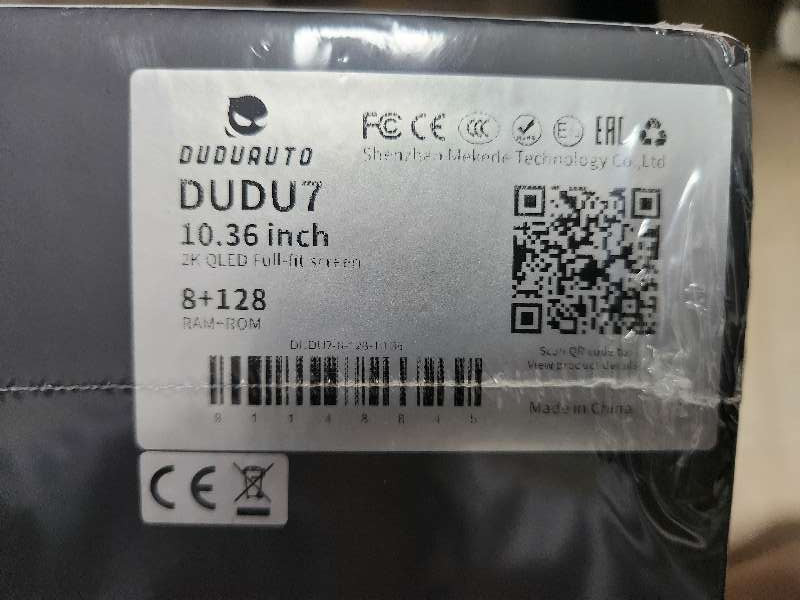 DUDUAUTO
FC CE CCC E EAC
Shenzhen Mekede Technology Co.,Ltd
DUDU7
10.36 inch
2K QLED Full-fit screen
8+128
RAM+ROM
Scan QR code to
View product details
Made in China
CE